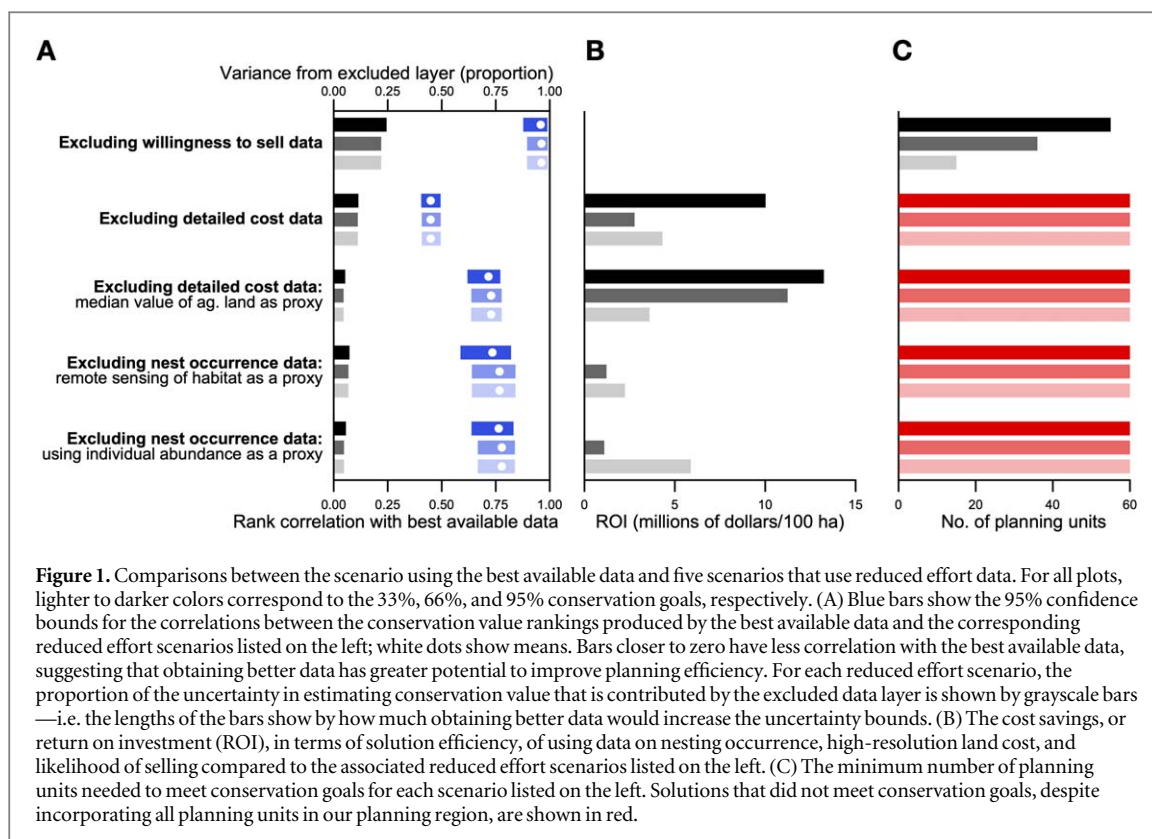 A
B
C
Variance from excluded layer (proportion)
0.00 0.25 0.50 0.75 1.00
Excluding willingness to sell data
Excluding detailed cost data
Excluding detailed cost data:
median value of ag. land as proxy
Excluding nest occurrence data:
remote sensing of habitat as a proxy
Excluding nest occurrence data:
using individual abundance as a proxy
0.00 0.25 0.50 0.75 1.00
Rank correlation with best available data
0 5 10 15
ROI (millions of dollars/100 ha)
0 20 40 60
No. of planning units
Figure 1. Comparisons between the scenario using the best available data and five scenarios that use reduced effort data. For all plots,
lighter to darker colors correspond to the 33%, 66%, and 95% conservation goals, respectively. (A) Blue bars show the 95% confidence
bounds for the correlations between the conservation value rankings produced by the best available data and the corresponding
reduced effort scenarios listed on the left; white dots show means. Bars closer to zero have less correlation with the best available data,
suggesting that obtaining better data has greater potential to improve planning efficiency. For each reduced effort scenario, the
proportion of the uncertainty in estimating conservation value that is contributed by the excluded data layer is shown by grayscale bars
—i.e. the lengths of the bars show by how much obtaining better data would increase the uncertainty bounds. (B) The cost savings, or
return on investment (ROI), in terms of solution efficiency, of using data on nesting occurrence, high-resolution land cost, and
likelihood of selling compared to the associated reduced effort scenarios listed on the left. (C) The minimum number of planning
units needed to meet conservation goals for each scenario listed on the left. Solutions that did not meet conservation goals, despite
incorporating all planning units in our planning region, are shown in red.